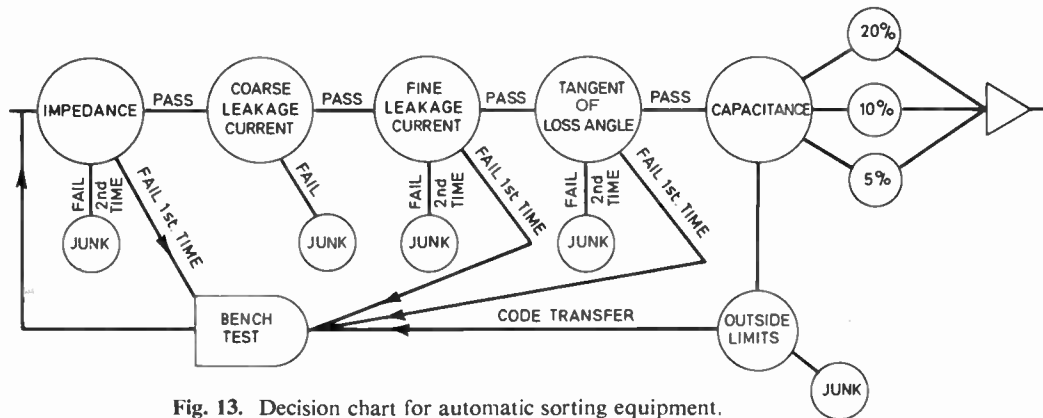 20%
IMPEDANCE
PASS
COARSE
LEAKAGE
CURRENT
PASS
FINE
LEAKAGE
CURRENT
PASS
TANGENT
OF
LOSS ANGLE
PASS
CAPACITANCE
10%
5%
FAIL
2nd
TIME
FAIL 1st. TIME
FAIL
FAIL
2nd
TIME
FAIL 1st. TIME
FAIL
2nd
TIME
FAIL 1st. TIME
JUNK
JUNK
JUNK
JUNK
BENCH
TEST
CODE TRANSFER
OUTSIDE
LIMITS
JUNK
Fig. 13. Decision chart for automatic sorting equipment.